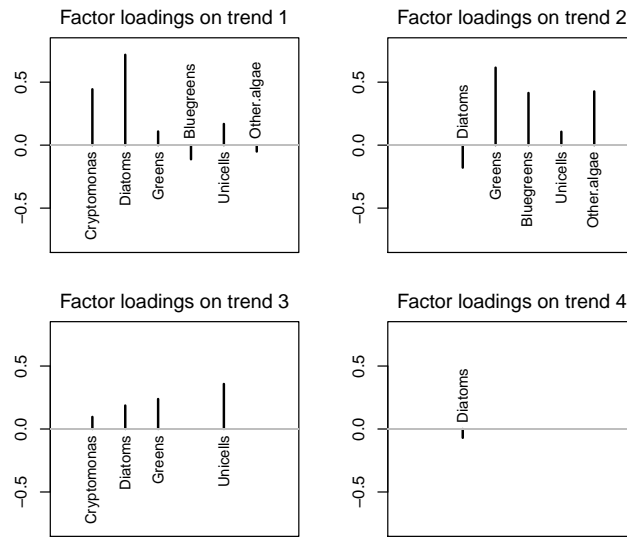 Factor loadings on trend 1
0.5
0.0
−0.5
Cryptomonas
Diatoms
Greens
Bluegreens
Unicells
Other.algae
Factor loadings on trend 2
0.5
0.0
−0.5
Diatoms
Greens
Bluegreens
Unicells
Other.algae
Factor loadings on trend 3
0.5
0.0
−0.5
Cryptomonas
Diatoms
Greens
Unicells
Factor loadings on trend 4
0.5
0.0
−0.5
Diatoms